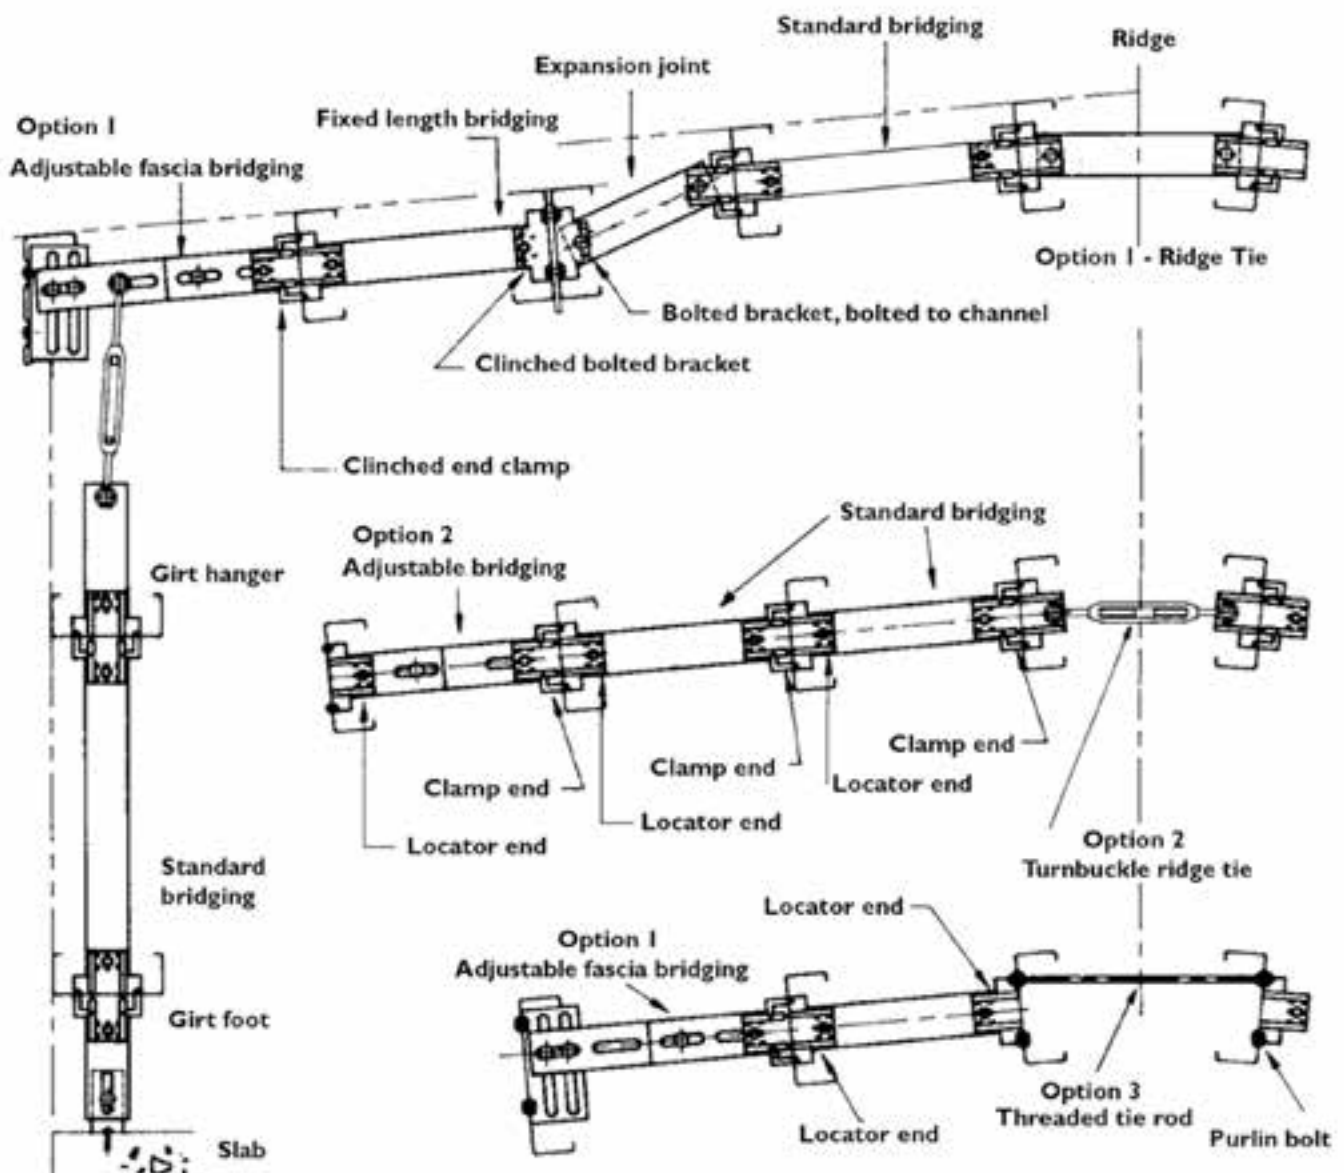 Standard bridging
Ridge
Expansion joint
Fixed length bridging
Option 1
Adjustable fascia bridging
Option 1 - Ridge Tie
Bolted bracket, bolted to channel
Clinched bolted bracket
Clinched end clamp
Standard bridging
Option 2
Adjustable bridging
Girt hanger
Clamp end
Clamp end
Locator end
Clamp end
Locator end
Locator end
Option 2
Turnbuckle ridge tie
Standard
bridging
Locator end
Option 1
Adjustable fascia bridging
Girt foot
Option 3
Threaded tie rod
Locator end
Purlin bolt
Slab